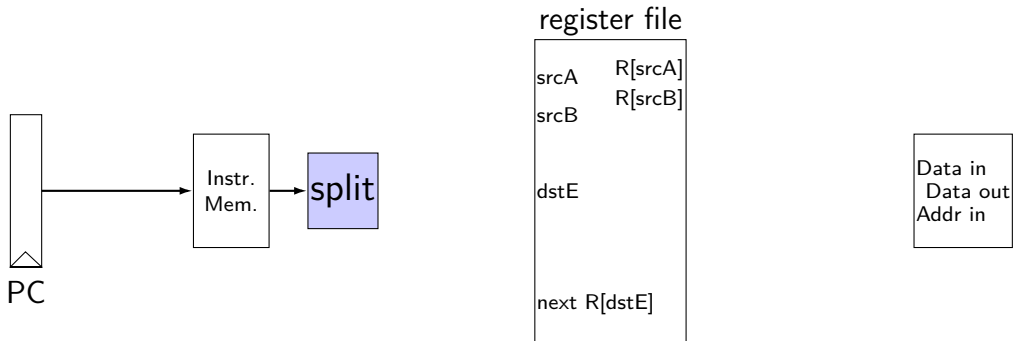 register file
srcA
R[srcA]
R[srcB]
srcB
Instr.
Mem.
split
dstE
Data in
Data out
Addr in
PC
next R[dstE]